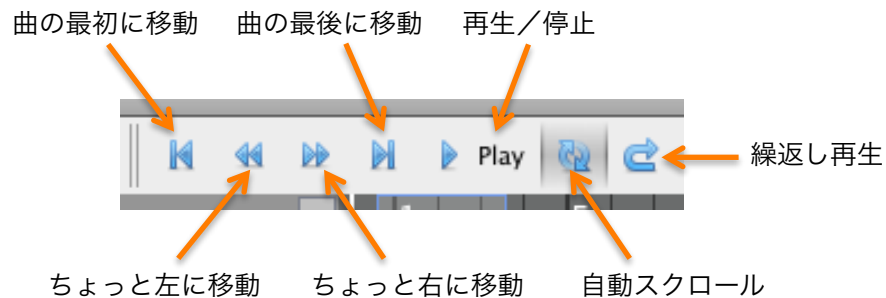 曲の最初に移動
曲の最後に移動
再生／停止
Play
繰返し再生
ちょっと左に移動
ちょっと右に移動
自動スクロール